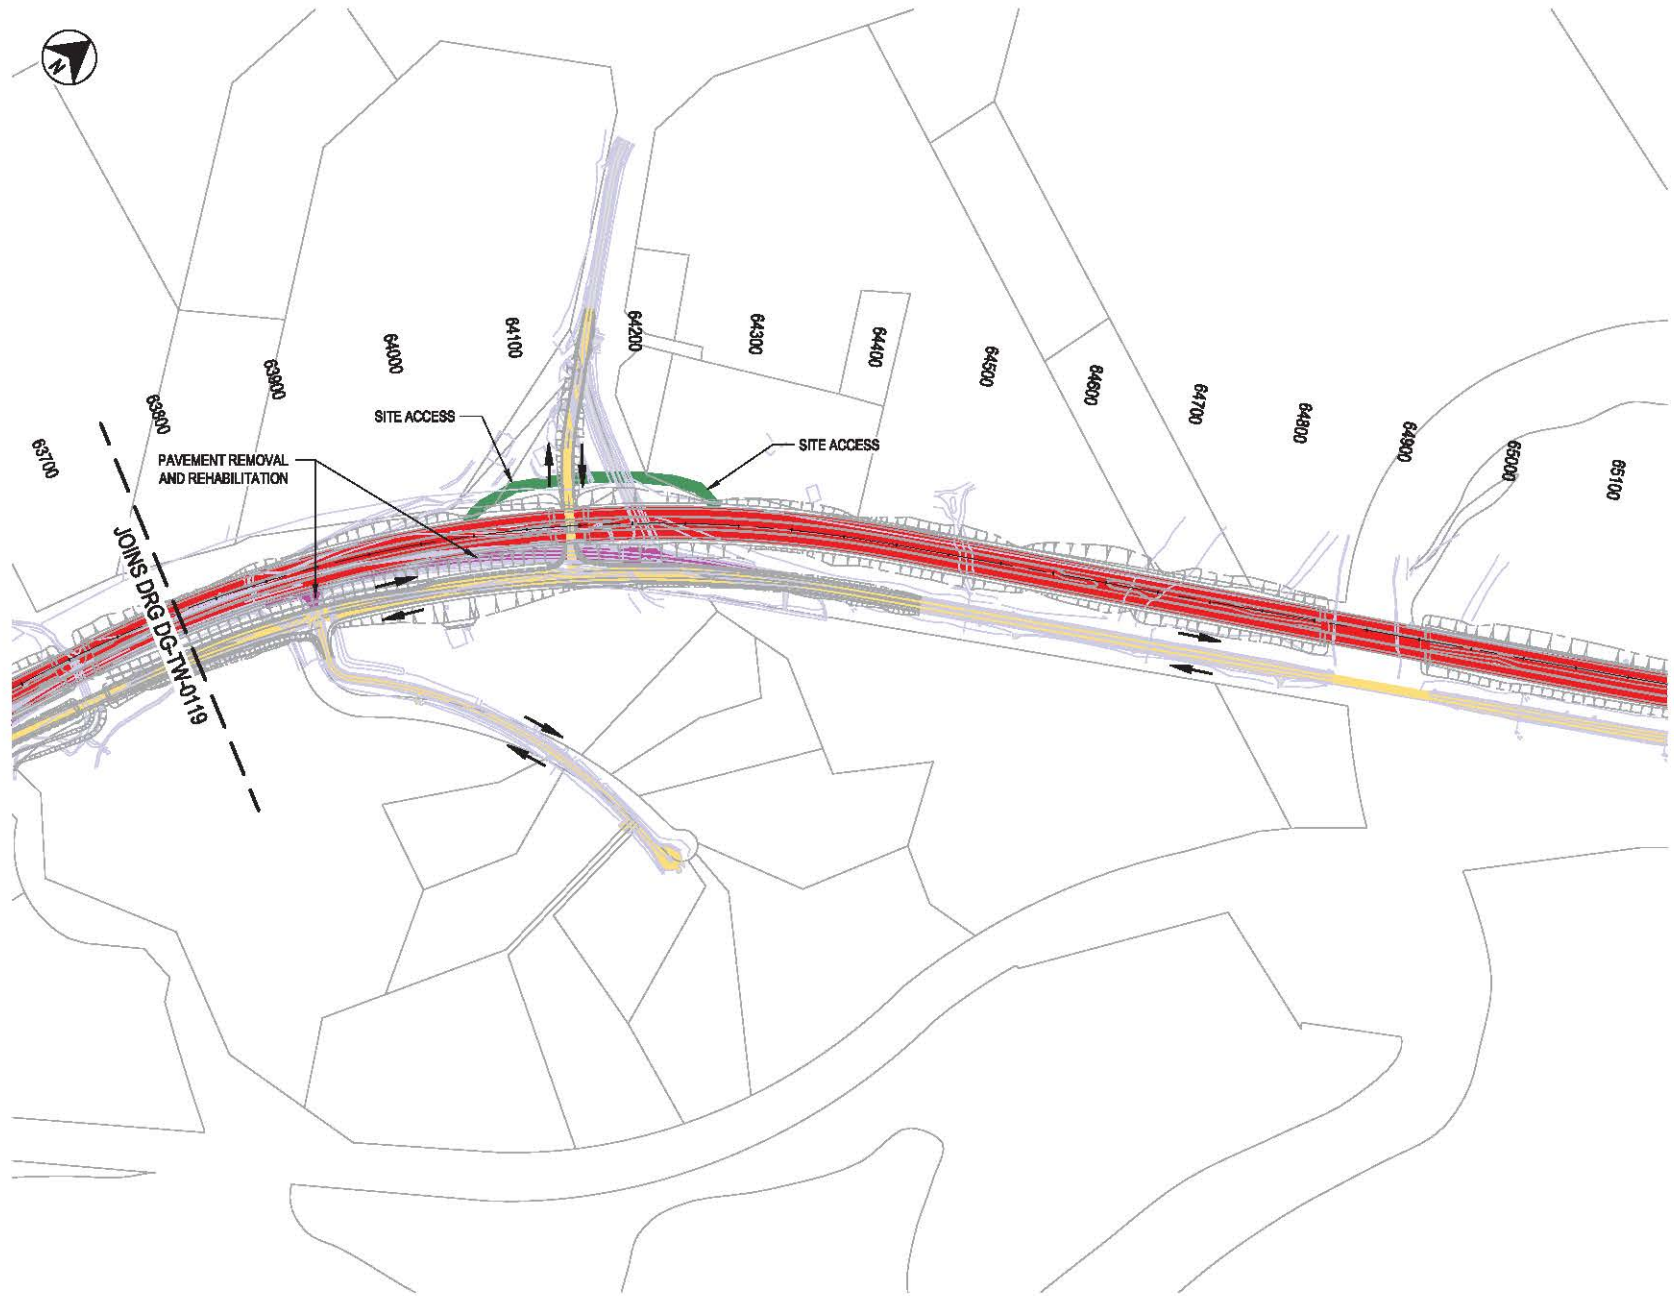 N
63700
63800
63900
64000
64100
64200
64300
64400
64500
64600
64700
64800
64900
65000
65100
SITE ACCESS
SITE ACCESS
PAVEMENT REMOVAL
AND REHABILITATION
JOINS DRG DG-TW-0119